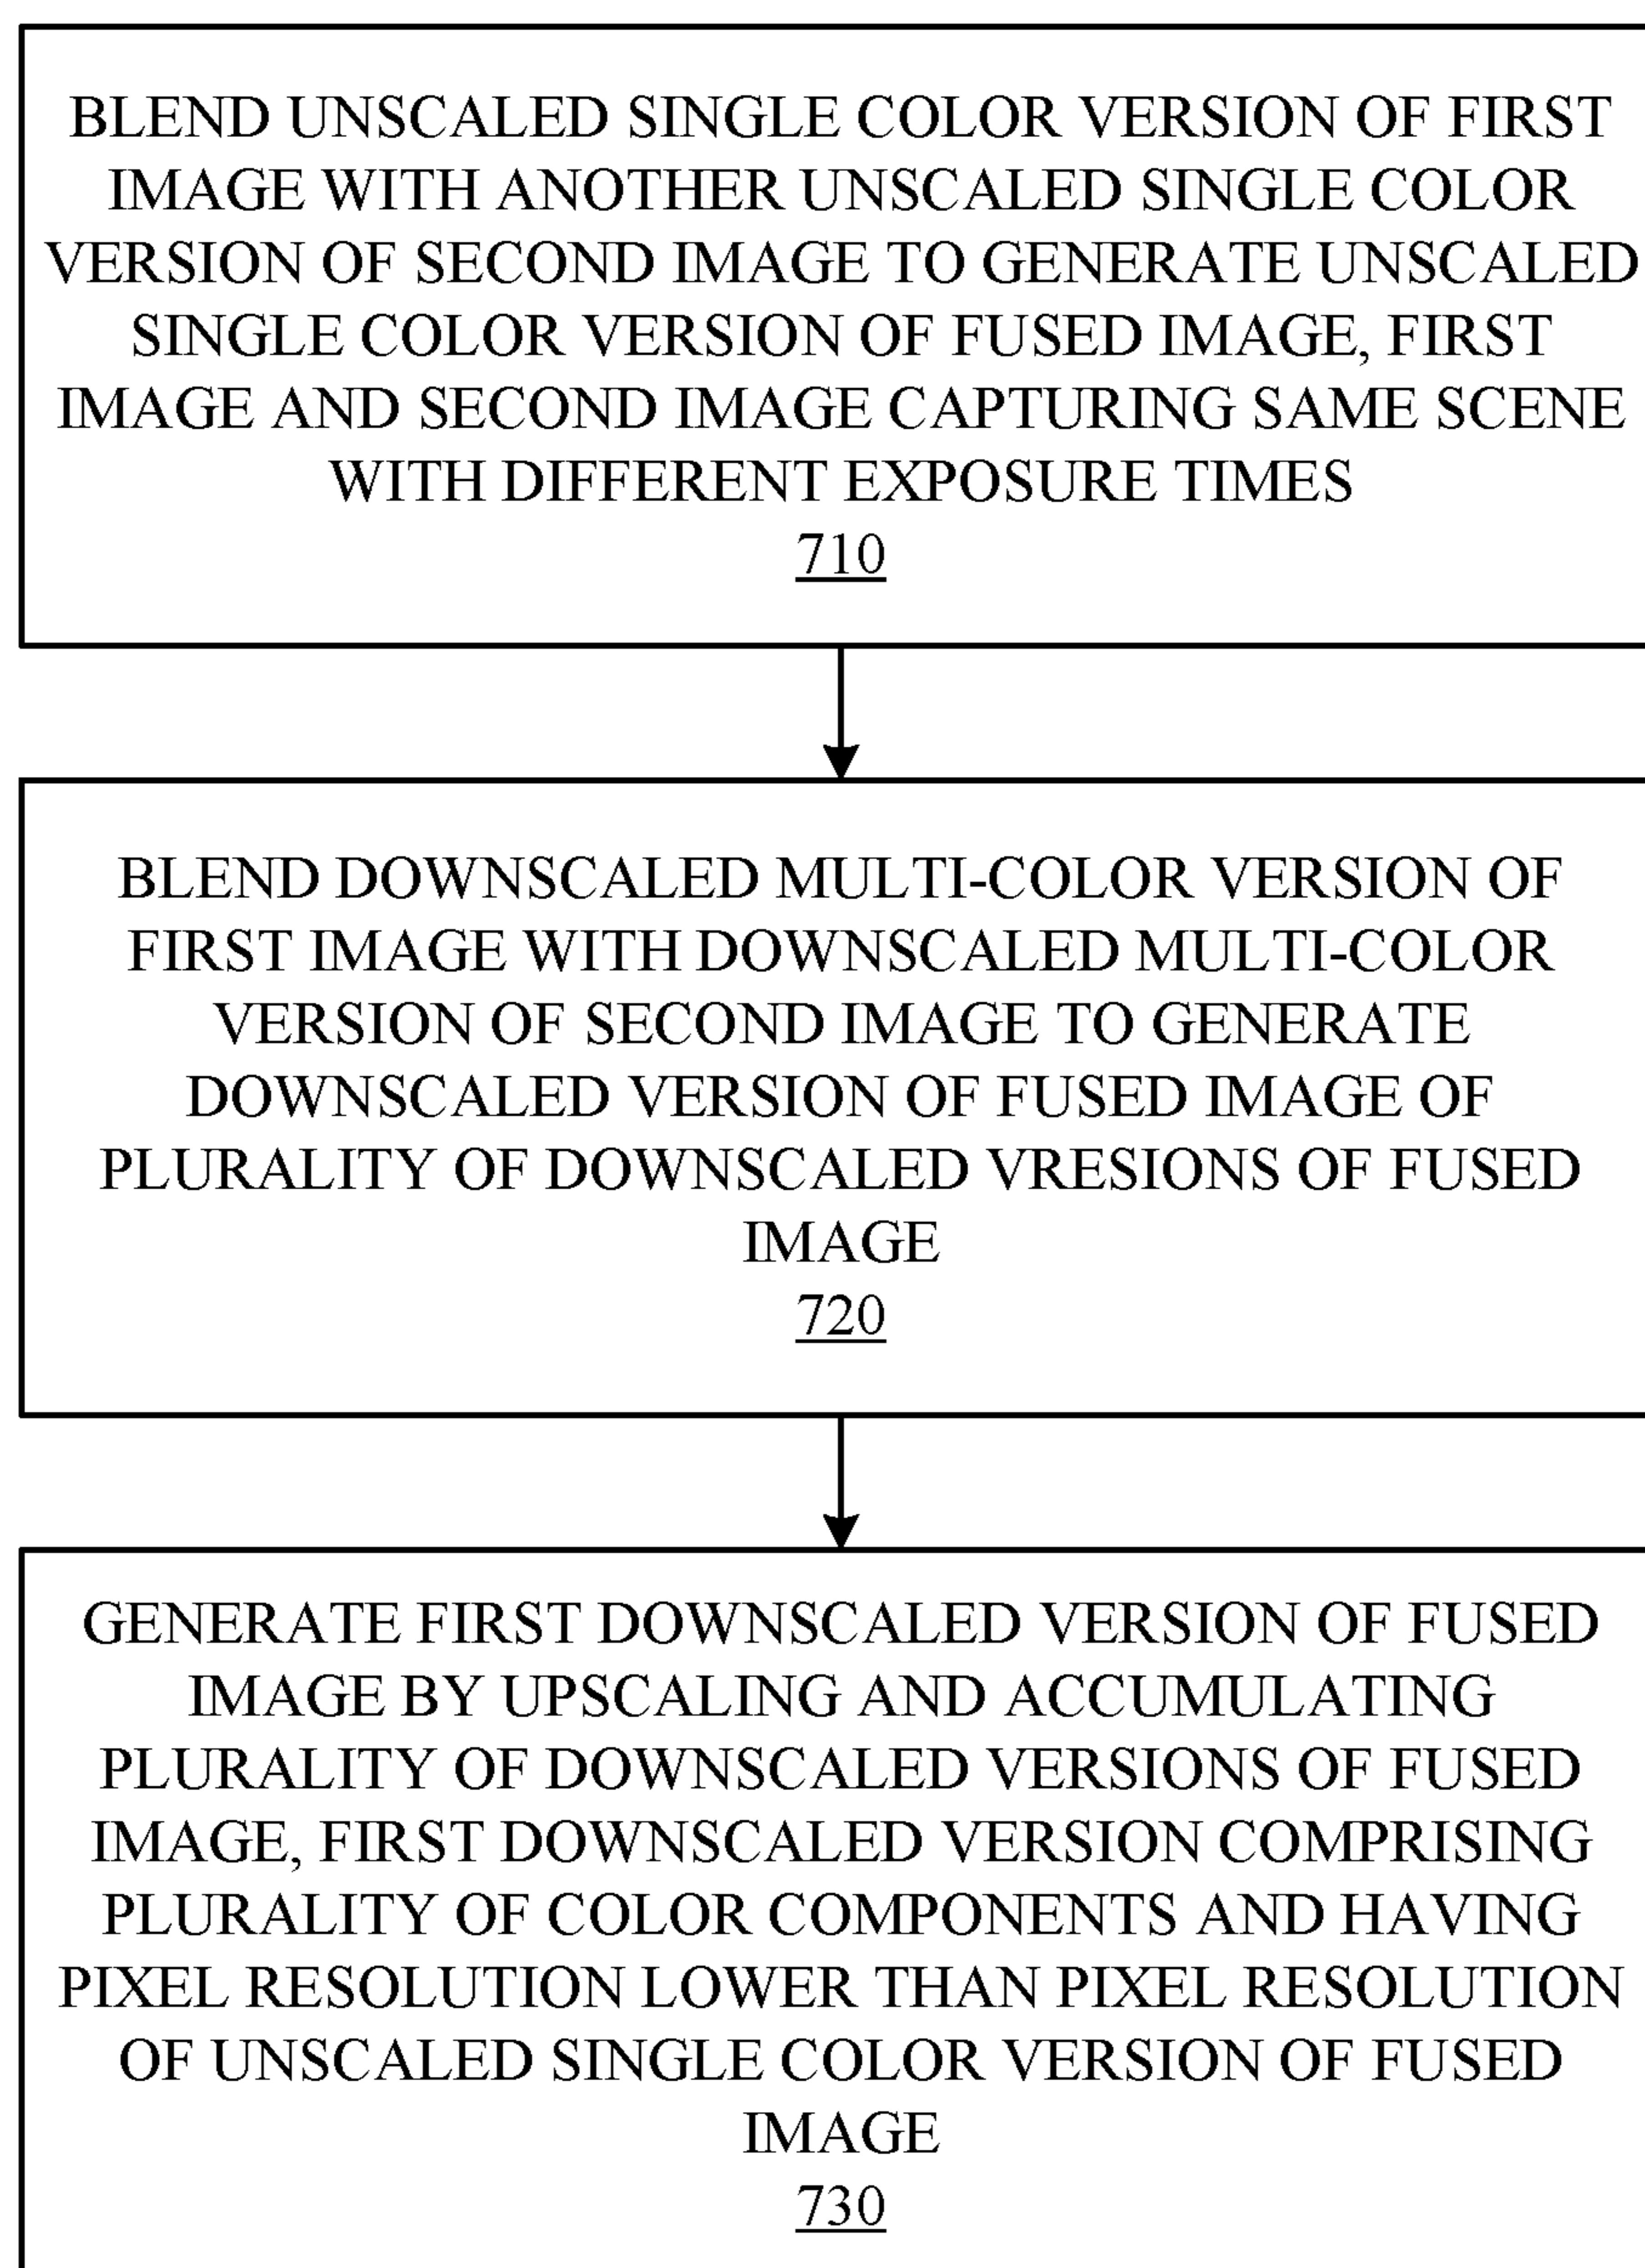 BLEND UNSCALED SINGLE COLOR VERSION OF FIRST
IMAGE WITH ANOTHER UNSCALED SINGLE COLOR
VERSION OF SECOND IMAGE TO GENERATE UNSCALED
SINGLE COLOR VERSION OF FUSED IMAGE, FIRST
IMAGE AND SECOND IMAGE CAPTURING SAME SCENE
WITH DIFFERENT EXPOSURE TIMES
710
BLEND DOWNSCALED MULTI-COLOR VERSION OF
FIRST IMAGE WITH DOWNSCALED MULTI-COLOR
VERSION OF SECOND IMAGE TO GENERATE
DOWNSCALED VERSION OF FUSED IMAGE OF
PLURALITY OF DOWNSCALED VRESIONS OF FUSED
IMAGE
720
GENERATE FIRST DOWNSCALED VERSION OF FUSED
IMAGE BY UPSCALING AND ACCUMULATING
PLURALITY OF DOWNSCALED VERSIONS OF FUSED
IMAGE, FIRST DOWNSCALED VERSION COMPRISING
PLURALITY OF COLOR COMPONENTS AND HAVING
PIXEL RESOLUTION LOWER THAN PIXEL RESOLUTION
OF UNSCALED SINGLE COLOR VERSION OF FUSED
IMAGE
730